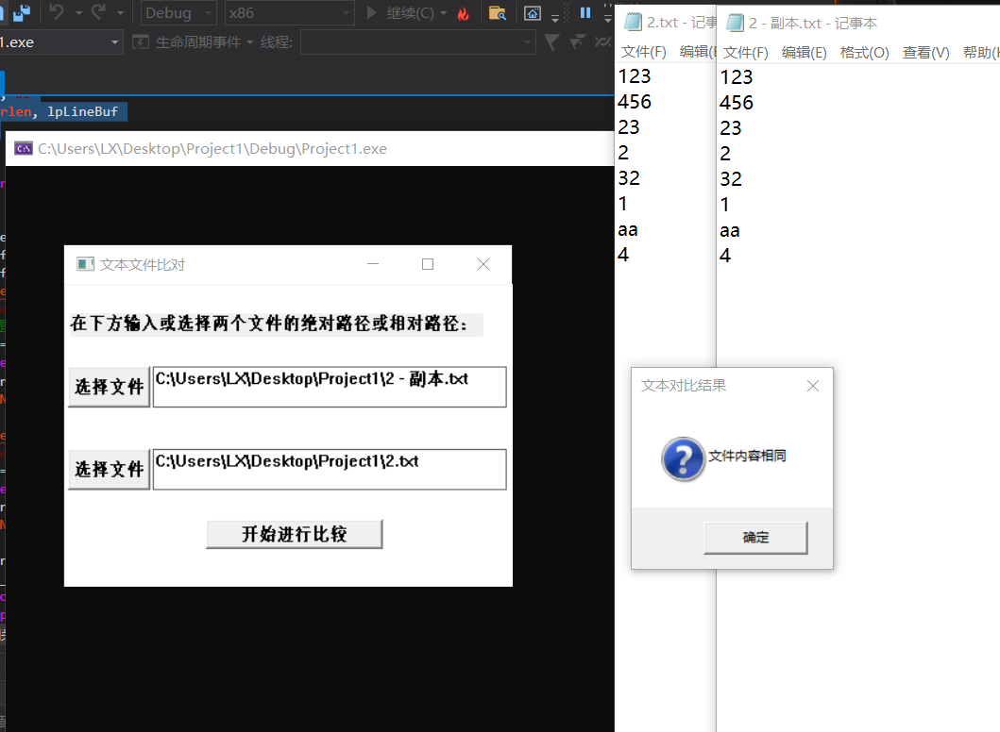 Debug
x86
继续(C)
1.exe
生命周期事件
线程:
rlen, lpLineBuf
C:\Users\LX\Desktop\Project1\Debug\Project1.exe
文本文件比对
在下方输入或选择两个文件的绝对路径或相对路径：
选择文件
C:\Users\LX\Desktop\Project1\2 - 副本.txt
选择文件
C:\Users\LX\Desktop\Project1\2.txt
开始进行比较
2.txt - 记事
文件(F) 编辑(E
123
456
23
2
32
1
aa
4
2 - 副本.txt - 记事本
文件(F) 编辑(E) 格式(O) 查看(V) 帮助(H
123
456
23
2
32
1
aa
4
文本对比结果
文件内容相同
确定